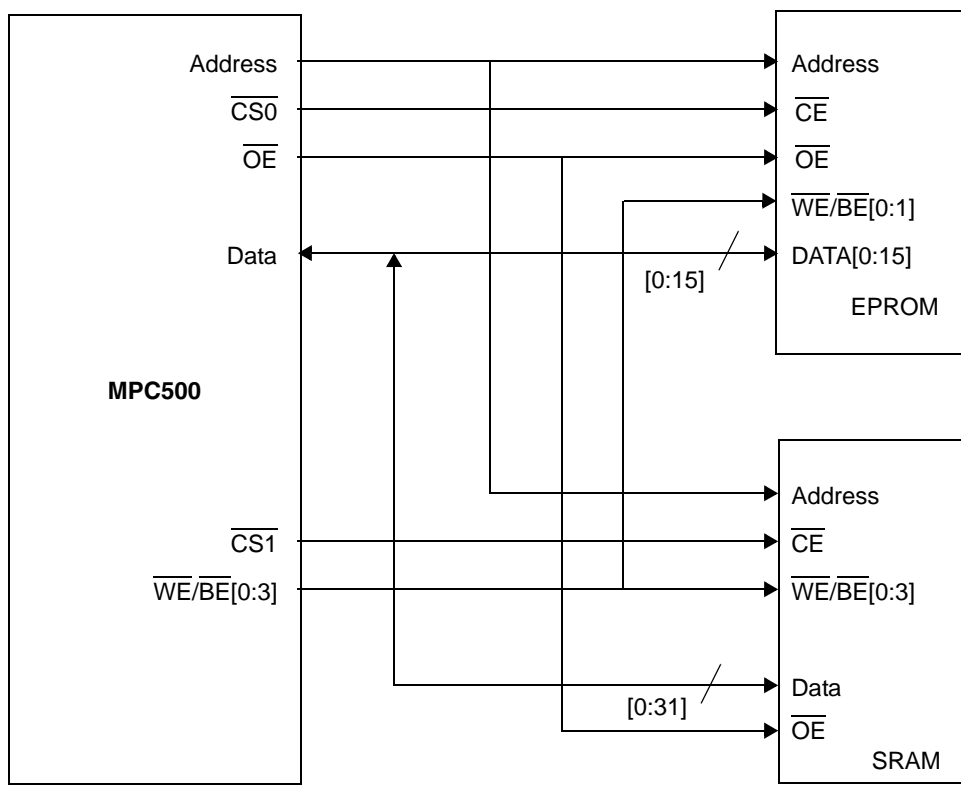 Address
CS0
OE
Data
MPC500
CS1
WE/BE[0:3]
Address
CE
OE
WE/BE[0:1]
[0:15]
DATA[0:15]
EPROM
Address
CE
WE/BE[0:3]
[0:31]
Data
OE
SRAM